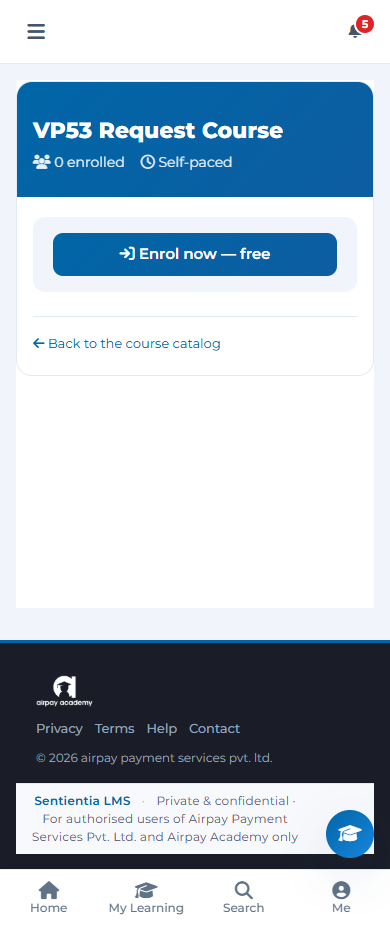 5
VP53 Request Course
0 enrolled Self-paced
Enrol now — free
Back to the course catalog
airpay academy
Privacy Terms Help Contact
© 2026 airpay payment services pvt. ltd.
Sentientia LMS · Private & confidential ·
For authorised users of Airpay Payment
Services Pvt. Ltd. and Airpay Academy only
Home My Learning Search Me